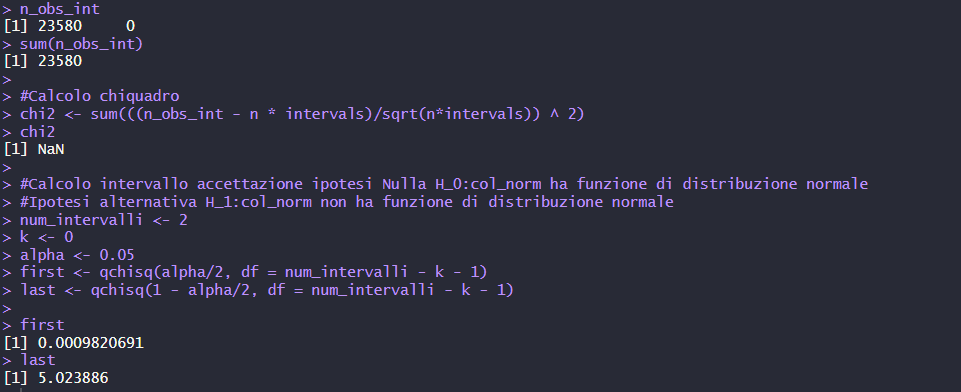 > n_obs_int
[1] 23580     0
> sum(n_obs_int)
[1] 23580
>
> #Calcolo chiquadro
> chi2 <- sum(((n_obs_int - n * intervals)/sqrt(n*intervals)) ^ 2)
> chi2
[1] NaN
>
> #Calcolo intervallo accettazione ipotesi Nulla H_0:col_norm ha funzione di distribuzione normale
> #Ipotesi alternativa H_1:col_norm non ha funzione di distribuzione normale
> num_intervalli <- 2
> k <- 0
> alpha <- 0.05
> first <- qchisq(alpha/2, df = num_intervalli - k - 1)
> last <- qchisq(1 - alpha/2, df = num_intervalli - k - 1)
>
> first
[1] 0.0009820691
> last
[1] 5.023886